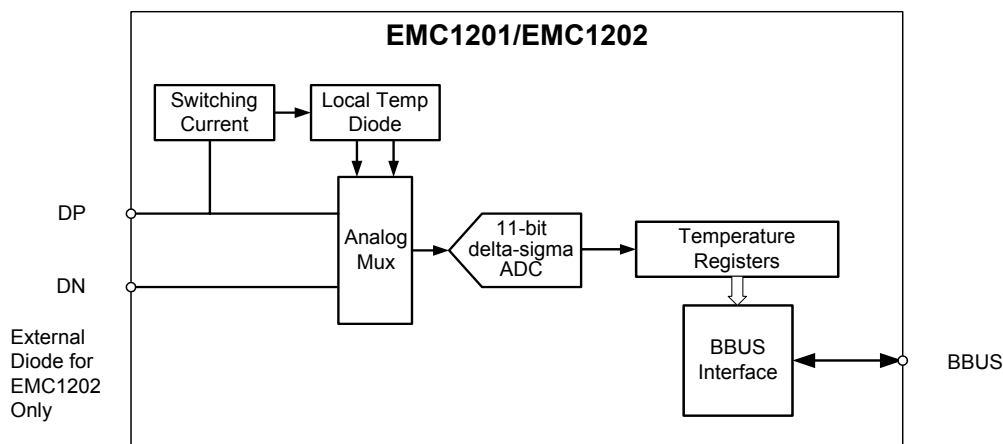 EMC1201/EMC1202
Switching
Current
Local Temp
Diode
DP
DN
Analog
Mux
11-bit
delta-sigma
ADC
Temperature
Registers
External
Diode for
EMC1202
Only
BBUS
Interface
BBUS